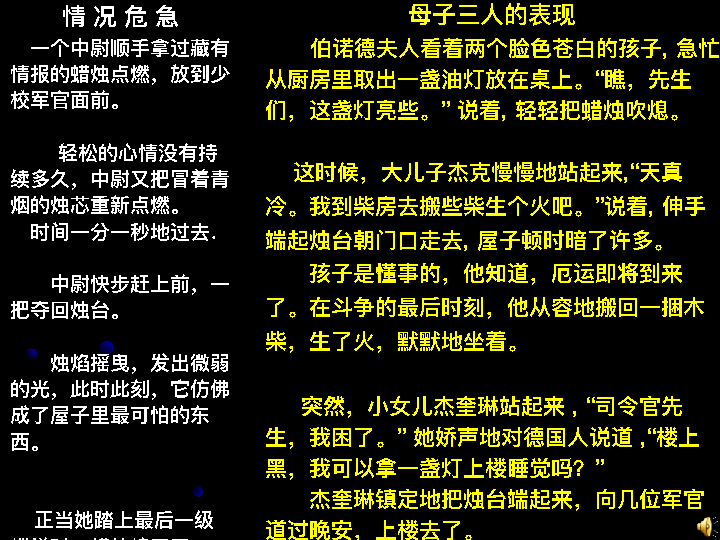 情 况 危 急
一个中尉顺手拿过藏有
情报的蜡烛点燃，放到少
校军官面前。
轻松的心情没有持
续多久，中尉又把冒着青
烟的烛芯重新点燃。
时间一分一秒地过去.
中尉快步赶上前，一
把夺回烛台。
烛焰摇曳，发出微弱
的光，此时此刻，它仿佛
成了屋子里最可怕的东
西。
正当她踏上最后一级
母子三人的表现
伯诺德夫人看着两个脸色苍白的孩子, 急忙
从厨房里取出一盏油灯放在桌上。“瞧，先生
们，这盏灯亮些。” 说着, 轻轻把蜡烛吹熄。
这时候，大儿子杰克慢慢地站起来,“天真
冷。我到柴房去搬些柴生个火吧。”说着, 伸手
端起烛台朝门口走去, 屋子顿时暗了许多。
孩子是懂事的，他知道，厄运即将到来
了。在斗争的最后时刻，他从容地搬回一捆木
柴，生了火，默默地坐着。
突然，小女儿杰奎琳站起来 , “司令官先
生，我困了。” 她娇声地对德国人说道 ,“楼上
黑，我可以拿一盏灯上楼睡觉吗？”
杰奎琳镇定地把烛台端起来，向几位军官
道过晚安，上楼去了。